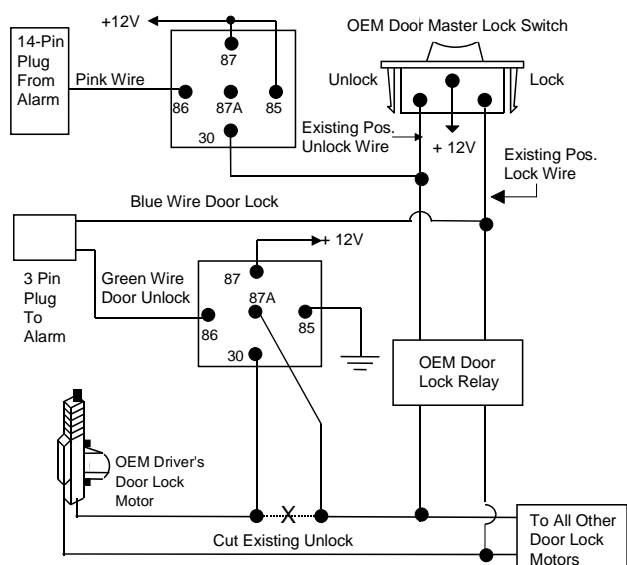 OEM Door Master Lock Switch
+12V
14-Pin
Plug
From
Alarm
Pink Wire
87
86
87A
85
30
Unlock
Lock
+ 12V
Existing Pos.
Unlock Wire
Existing Pos.
Lock Wire
Blue Wire Door Lock
3 Pin
Plug
To
Alarm
Green Wire
Door Unlock
+ 12V
87
87A
86
85
30
OEM Door
Lock Relay
OEM Driver's
Door Lock
Motor
X
Cut Existing Unlock
To All Other
Door Lock
Motors